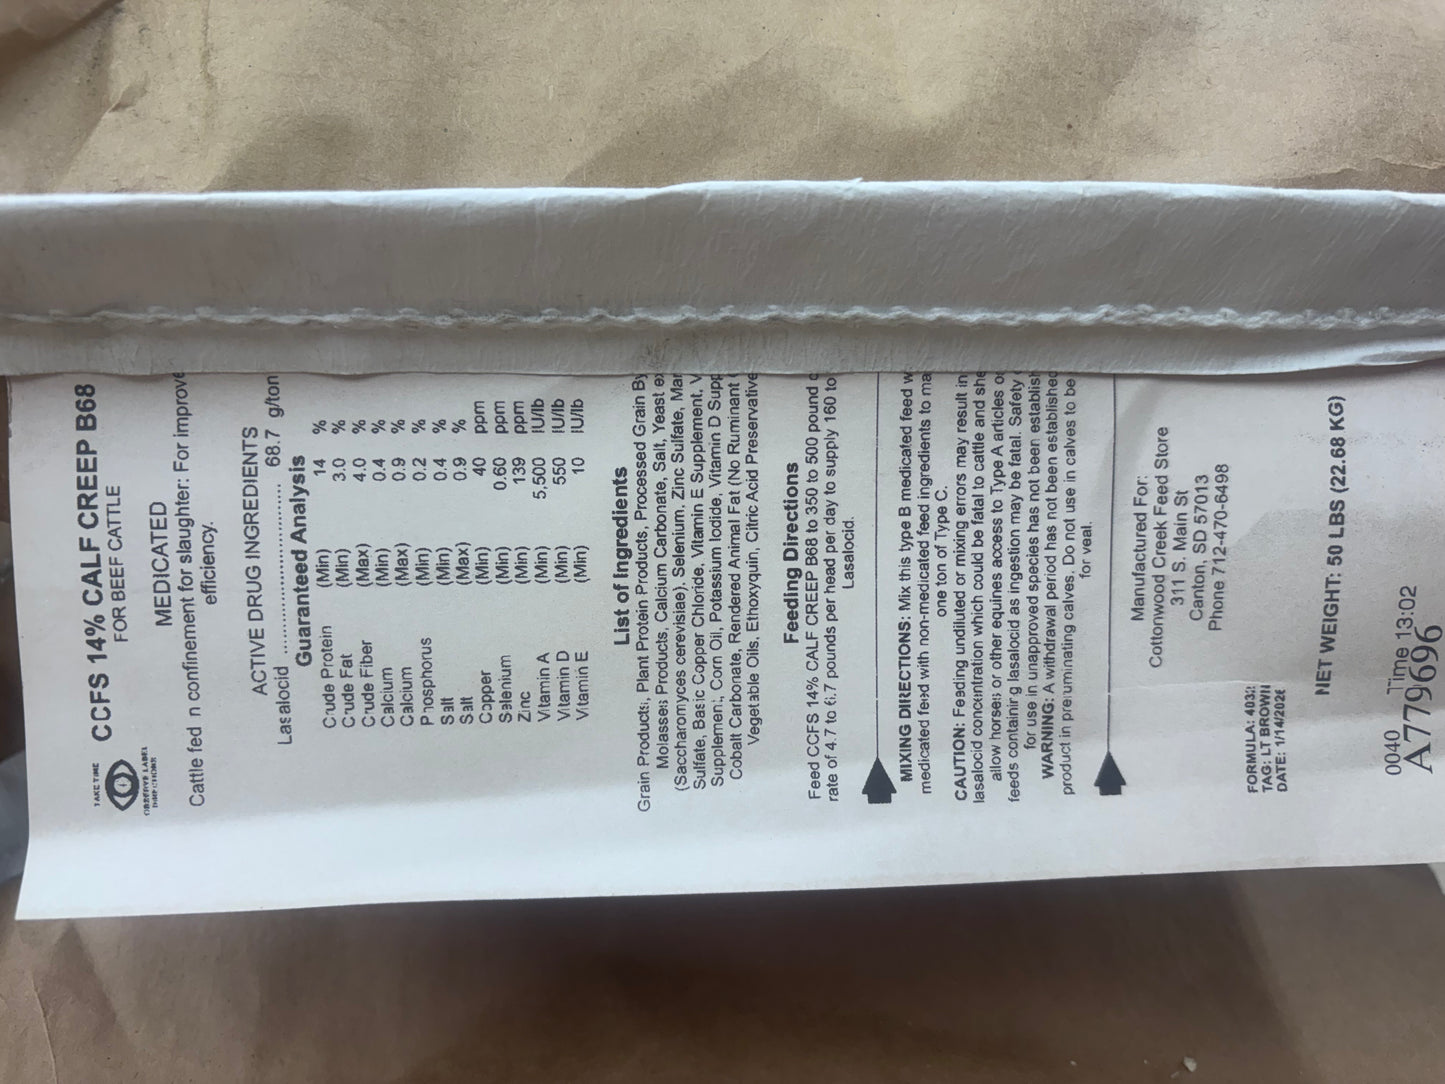 TAKE TIME
OBSERVE LABEL
DIRECTIONS
CCFS 14% CALF CREEP B68
FOR BEEF CATTLE
MEDICATED
Cattle fed n confinement for slaughter: For improve
efficiency.
ACTIVE DRUG INGREDIENTS
Lasalocid .............................. 68.7 g/ton
Guaranteed Analysis
Crude Protein (Min) 14 %
Crude Fat (Min) 3.0 %
Crude Fiber (Max) 4.0 %
Calcium (Min) 0.4 %
Calcium (Max) 0.9 %
Phosphorus (Min) 0.2 %
Salt (Min) 0.4 %
Salt (Max) 0.9 %
Copper (Min) 40 ppm
Selenium (Min) 0.60 ppm
Zinc (Min) 139 ppm
Vitamin A (Min) 5,500 IU/lb
Vitamin D (Min) 550 IU/lb
Vitamin E (Min) 10 IU/lb
List of Ingredients
Grain Products, Plant Protein Products, Processed Grain By
Molasses Products, Calcium Carbonate, Salt, Yeast e
(Saccharomyces cerevisiae), Selenium, Zinc Sulfate, Mar
Sulfate, Basic Copper Chloride, Vitamin E Supplement, V
Supplement, Corn Oil, Potassium Iodide, Vitamin D Supp
Cobalt Carbonate, Rendered Animal Fat (No Ruminant
Vegetable Oils, Ethoxyquin, Citric Acid Preservative
Feeding Directions
Feed CCFS 14% CALF CREEP B68 to 350 to 500 pound c
rate of 4.7 to 6.7 pounds per head per day to supply 160 to
Lasalocid.
MIXING DIRECTIONS: Mix this type B medicated feed w
medicated feed with non-medicated feed ingredients to ma
one ton of Type C.
CAUTION: Feeding undiluted or mixing errors may result in
lasalocid concentration which could be fatal to cattle and she
allow horses or other equines access to Type A articles o
feeds containing lasalocid as ingestion may be fatal. Safety
for use in unapproved species has not been establish
WARNING: A withdrawal period has not been established
product in preruminating calves. Do not use in calves to be
for veal.
Manufactured For:
Cottonwood Creek Feed Store
311 S. Main St
Canton, SD 57013
Phone 712-470-6498
FORMULA: 403
TAG: LT BROWN
DATE: 1/14/202
NET WEIGHT: 50 LBS (22.68 KG)
0040 Time 13:02
A779696